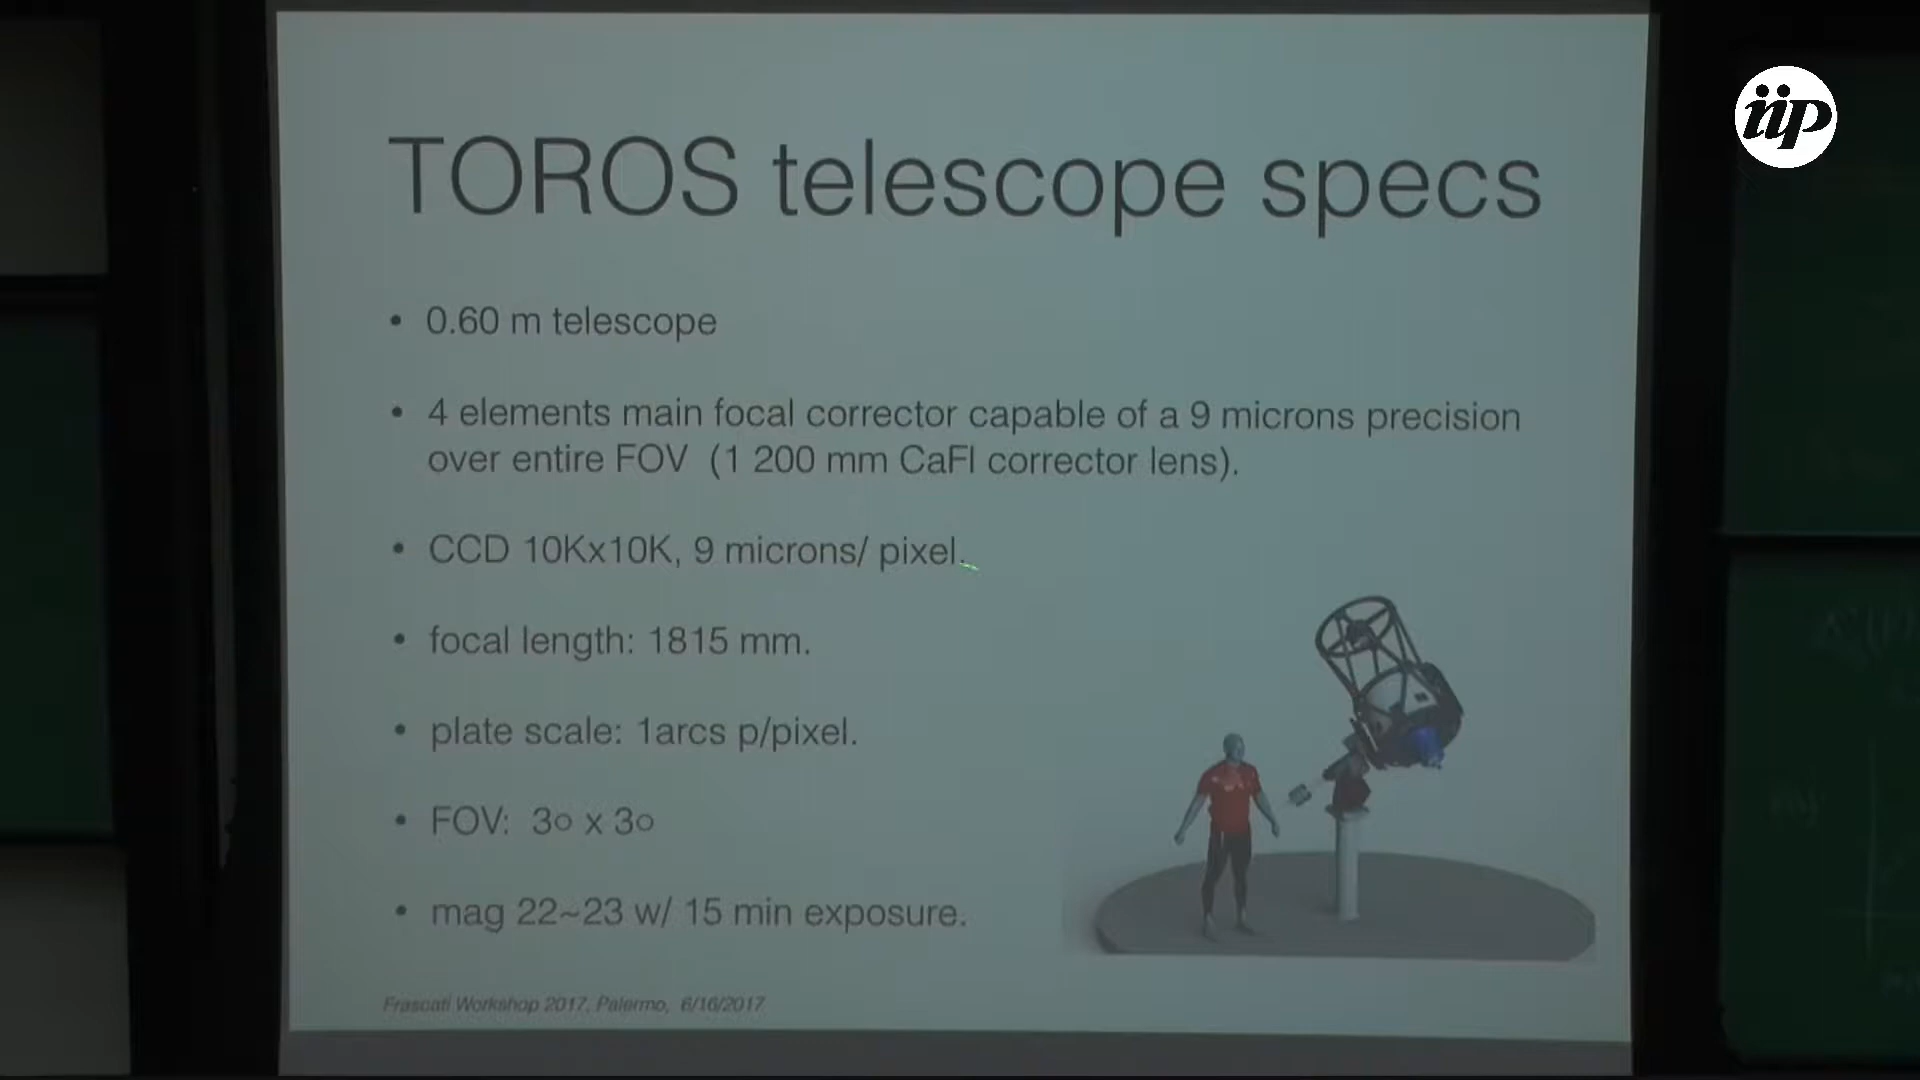 iip
TOROS telescope specs
• 0.60 m telescope
• 4 elements main focal corrector capable of a 9 microns precision
over entire FOV (1 200 mm CaFl corrector lens).
• CCD 10Kx10K, 9 microns/ pixel.
• focal length: 1815 mm.
• plate scale: 1arcs p/pixel.
• FOV: 3○ x 3○
• mag 22~23 w/ 15 min exposure.
Frascati Workshop 2017, Palermo, 6/16/2017